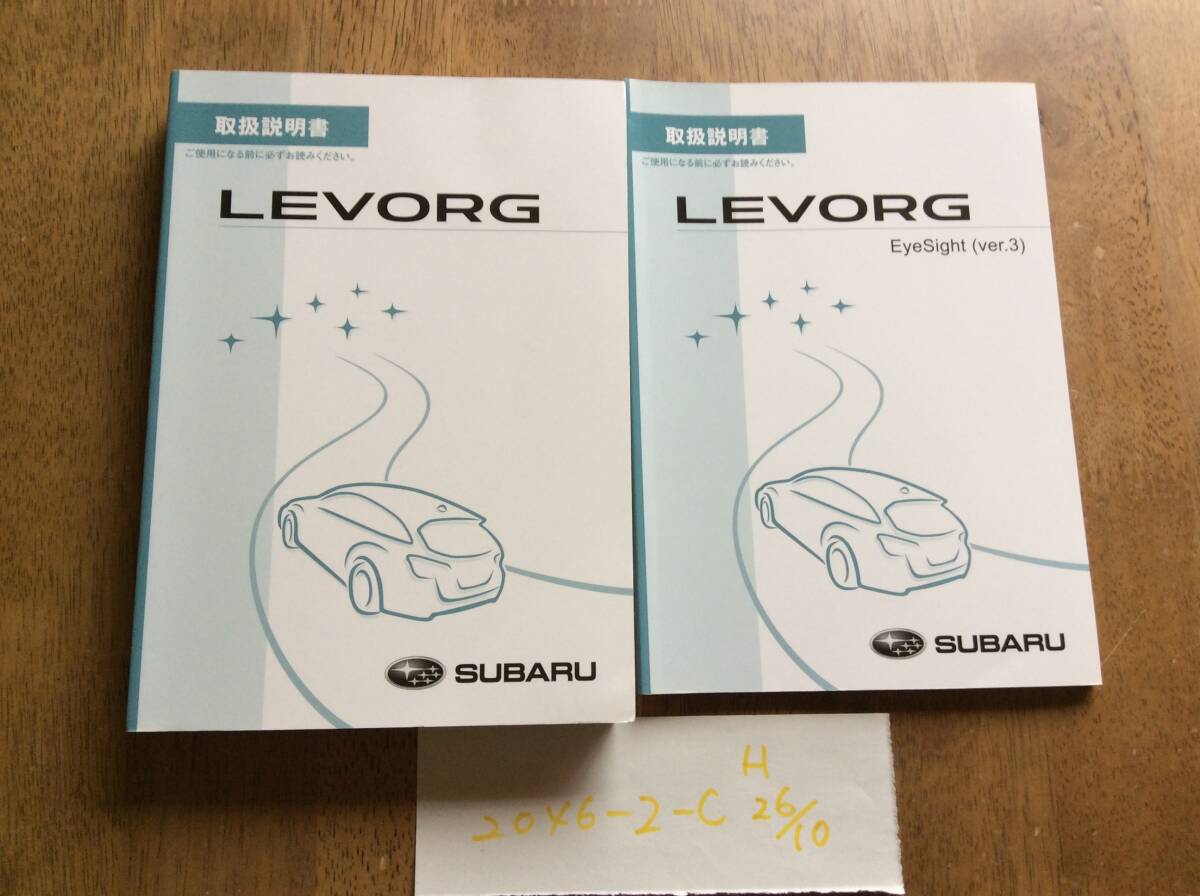 取扱説明書
ご使用になる前に必ずお読みください。
LEVORG
SUBARU
取扱説明書
ご使用になる前に必ずお読みください。
LEVORG
EyeSight (ver.3)
SUBARU
H
2046-2-C 26/10